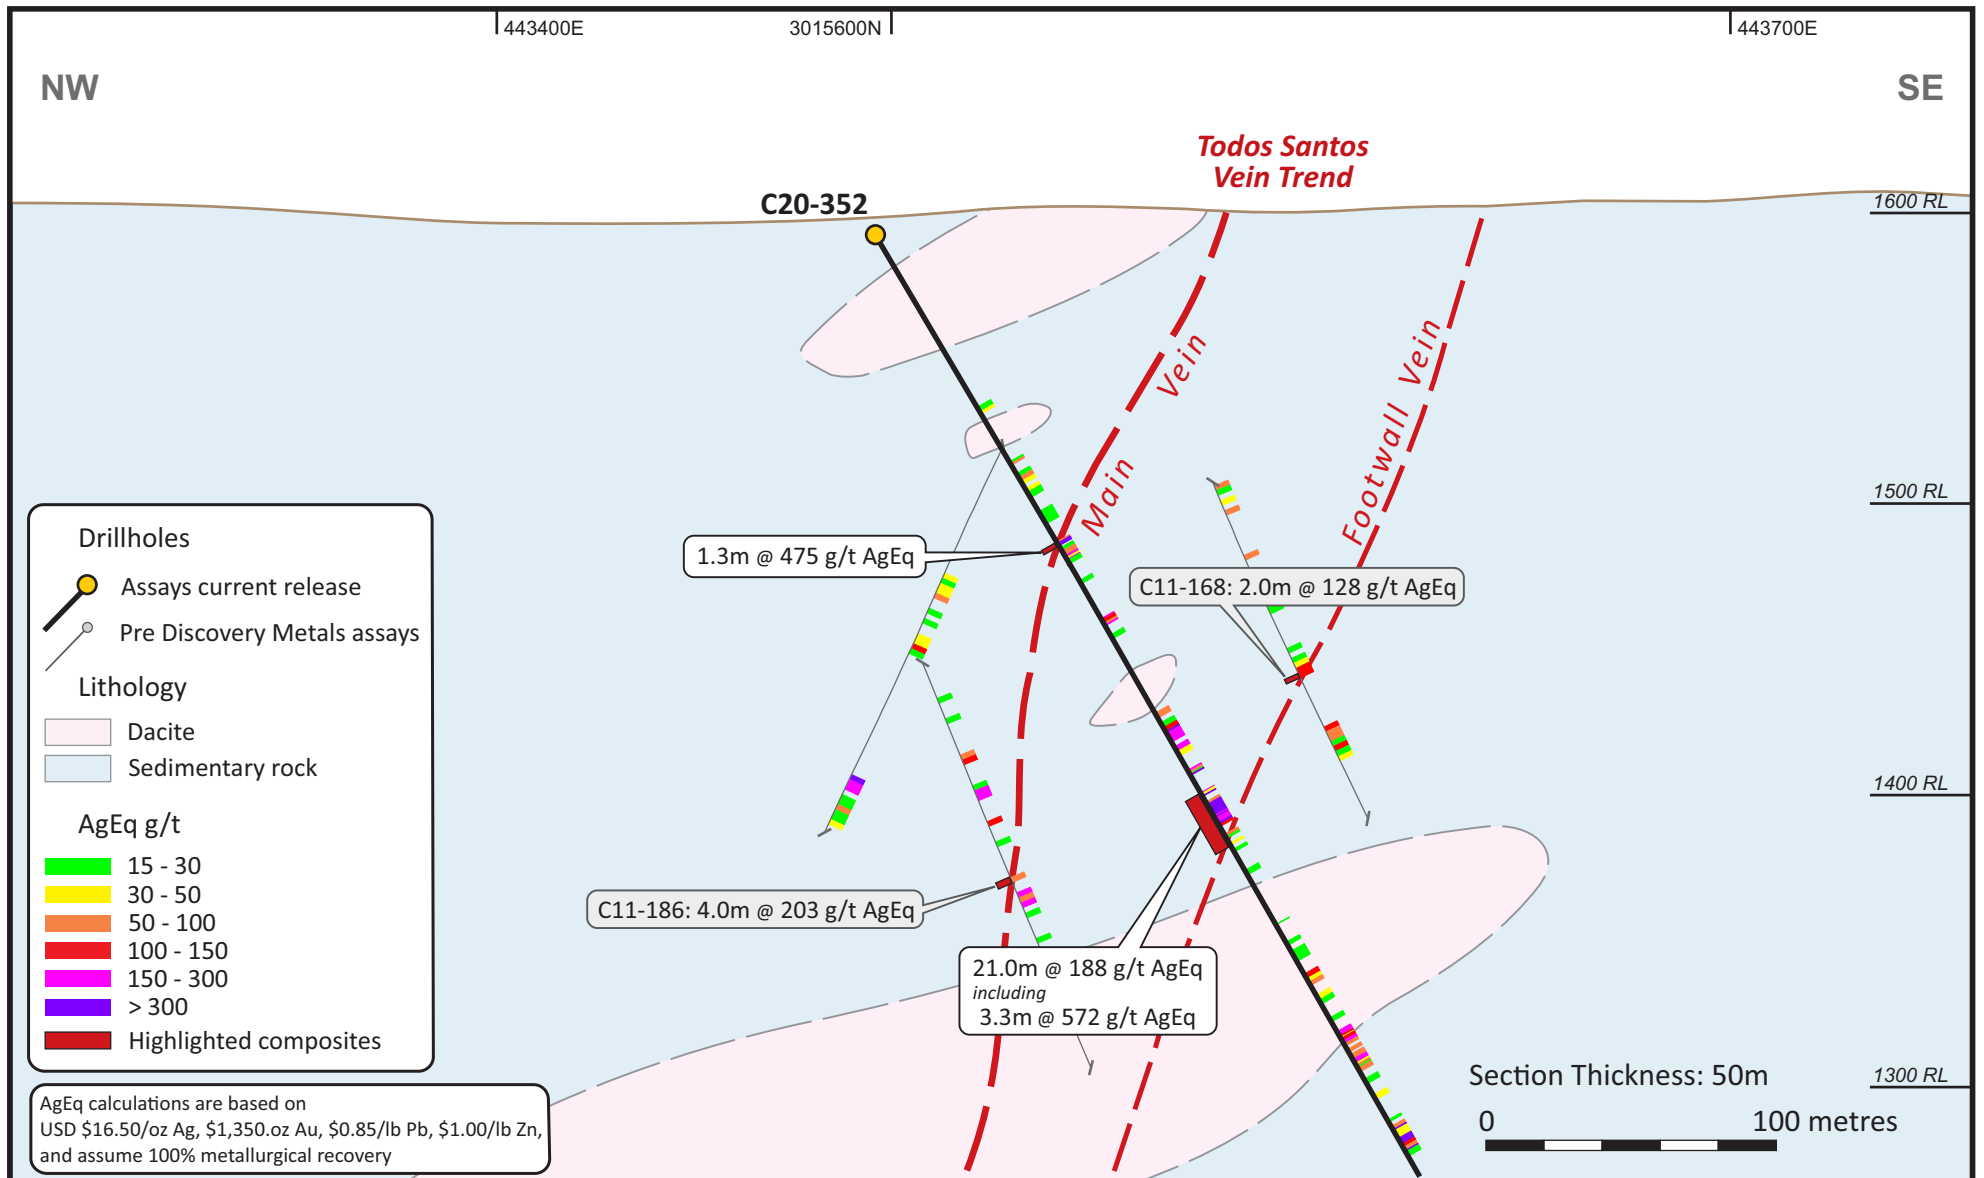 443400E
3015600N
443700E
NW
SE
Todos Santos
Vein Trend
C20-352
1600 RL
Main Vein
Footwall Vein
1500 RL
1.3m @ 475 g/t AgEq
C11-168: 2.0m @ 128 g/t AgEq
1400 RL
C11-186: 4.0m @ 203 g/t AgEq
21.0m @ 188 g/t AgEq
including
3.3m @ 572 g/t AgEq
1300 RL
Drillholes
Assays current release
Pre Discovery Metals assays
Lithology
Dacite
Sedimentary rock
AgEq g/t
15 - 30
30 - 50
50 - 100
100 - 150
150 - 300
> 300
Highlighted composites
AgEq calculations are based on
USD $16.50/oz Ag, $1,350.oz Au, $0.85/lb Pb, $1.00/lb Zn,
and assume 100% metallurgical recovery
Section Thickness: 50m
0 100 metres